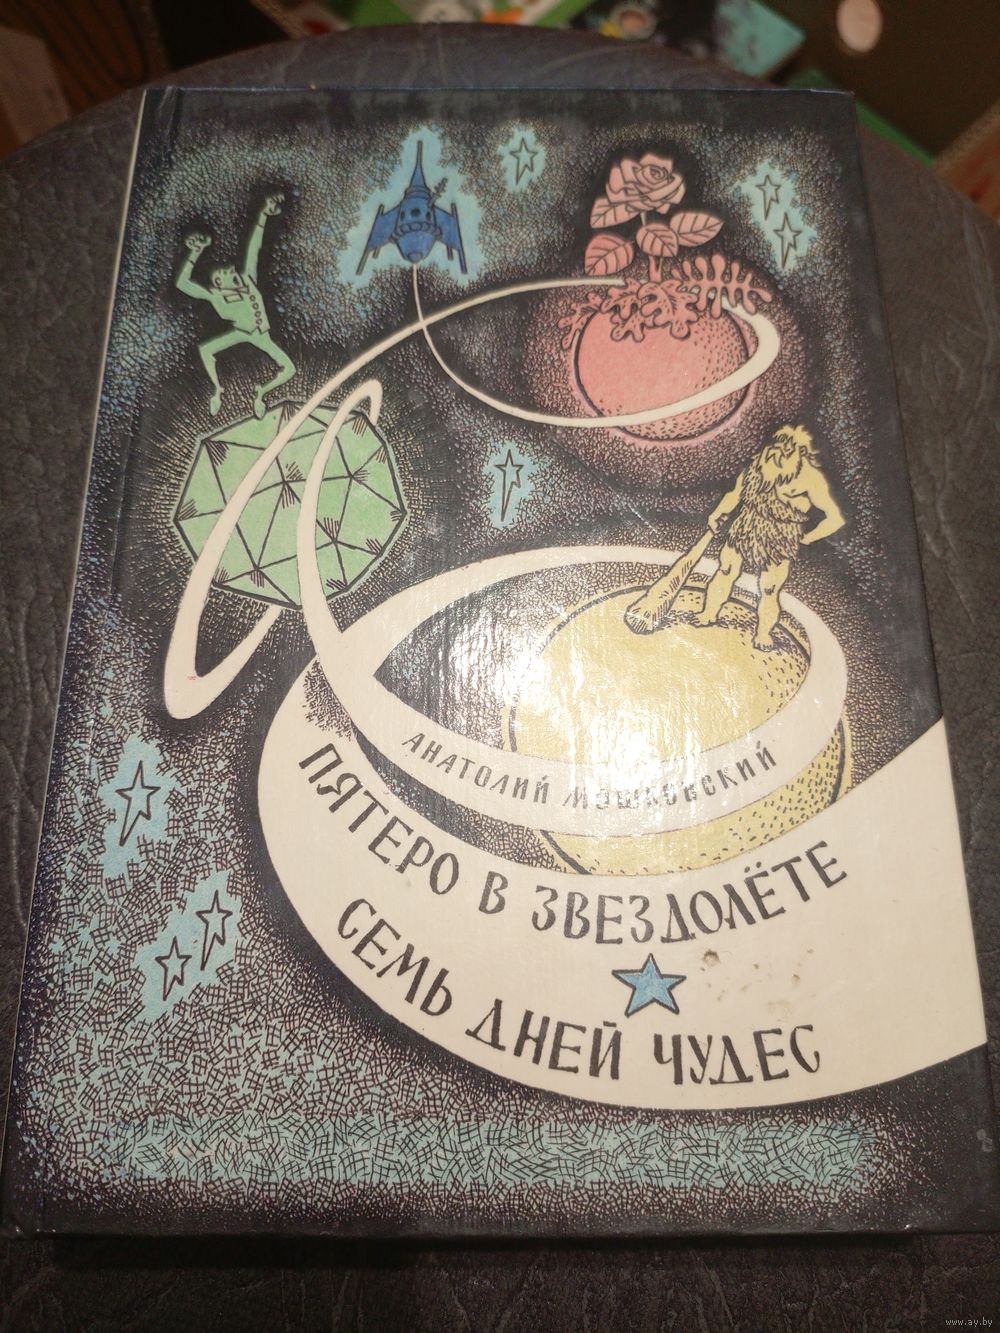 АНАТОЛИЙ МОШКОВСКИЙ
ПЯТЕРО В ЗВЕЗДОЛЁТЕ
СЕМЬ ДНЕЙ ЧУДЕС
www.ay.by